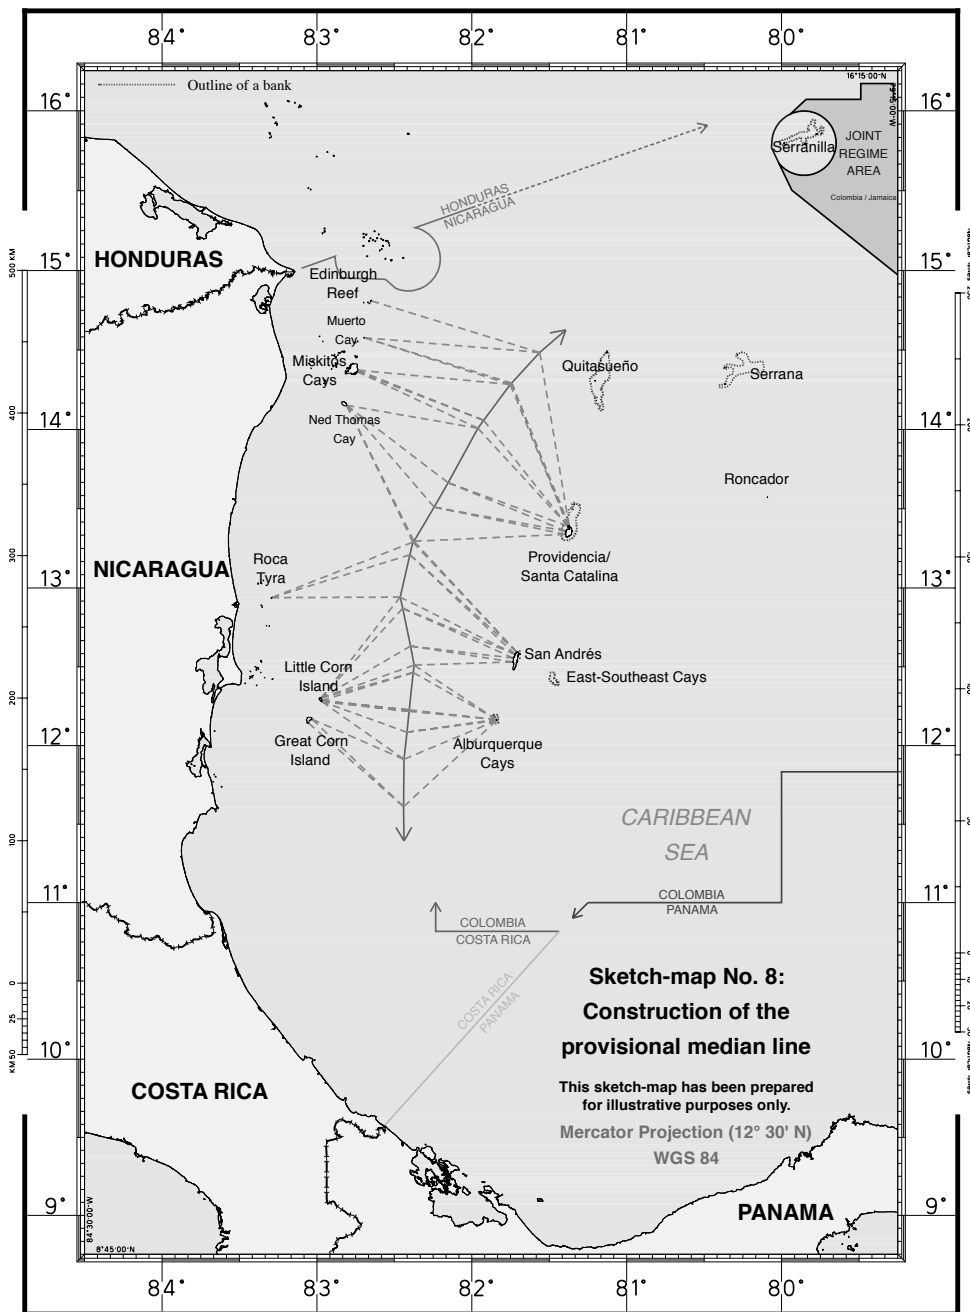 84° 83° 82° 81° 80°
Outline of a bank
16°15'00"N
79°15'00"W
16° 16°
Serranilla
JOINT
REGIME
AREA
Colombia / Jamaica
HONDURAS
NICARAGUA
HONDURAS
15° 15°
500 KM
Edinburgh
Reef
Muerto
Cay
Miskitos
Cays
Quitasueño
Serrana
400
14° 14°
Ned Thomas
Cay
Roncador
300
NICARAGUA
Roca
Tyra
Providencia/
Santa Catalina
13° 13°
San Andrés
East-Southeast Cays
Little Corn
Island
200
Great Corn
Island
Alburquerque
Cays
12° 12°
CARIBBEAN
SEA
100
11° 11°
COLOMBIA
PANAMA
COLOMBIA
COSTA RICA
COSTA RICA
PANAMA
0
25
KM 50
Sketch-map No. 8:
Construction of the
provisional median line
10° 10°
COSTA RICA
This sketch-map has been prepared
for illustrative purposes only.
Mercator Projection (12° 30' N)
WGS 84
9° 9°
PANAMA
84°30'00"W
8°45'00"N
84° 83° 82° 81° 80°